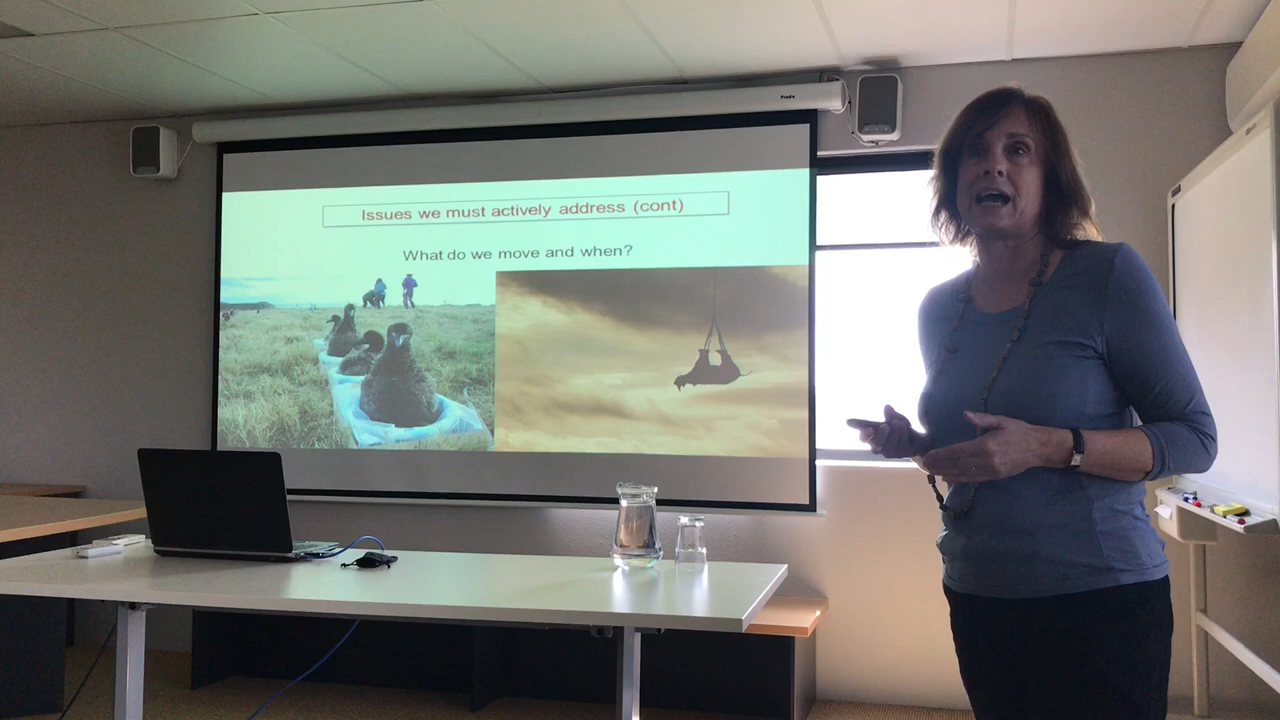 Issues we must actively address (cont)
What do we move and when?